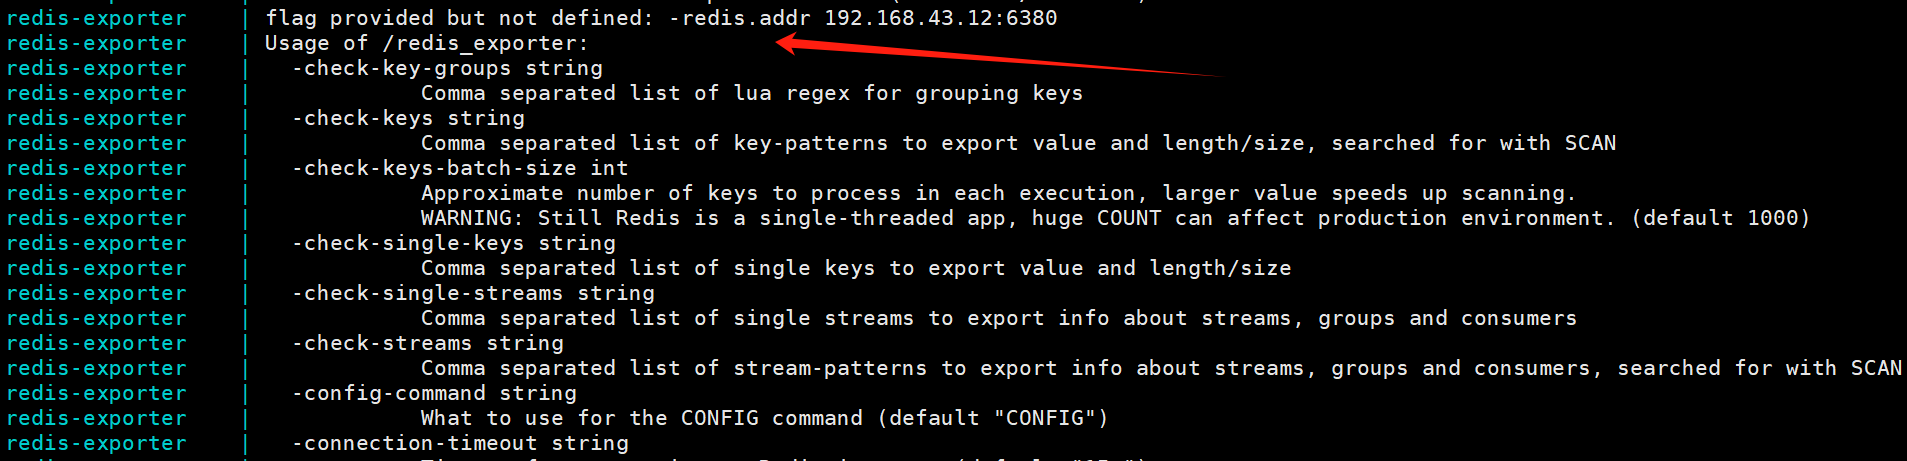 redis-exporter | flag provided but not defined: -redis.addr 192.168.43.12:6380
redis-exporter | Usage of /redis_exporter:
redis-exporter | -check-key-groups string
redis-exporter | Comma separated list of lua regex for grouping keys
redis-exporter | -check-keys string
redis-exporter | Comma separated list of key-patterns to export value and length/size, searched for with SCAN
redis-exporter | -check-keys-batch-size int
redis-exporter | Approximate number of keys to process in each execution, larger value speeds up scanning.
redis-exporter | WARNING: Still Redis is a single-threaded app, huge COUNT can affect production environment. (default 1000)
redis-exporter | -check-single-keys string
redis-exporter | Comma separated list of single keys to export value and length/size
redis-exporter | -check-single-streams string
redis-exporter | Comma separated list of single streams to export info about streams, groups and consumers
redis-exporter | -check-streams string
redis-exporter | Comma separated list of stream-patterns to export info about streams, groups and consumers, searched for with SCAN
redis-exporter | -config-command string
redis-exporter | What to use for the CONFIG command (default "CONFIG")
redis-exporter | -connection-timeout string